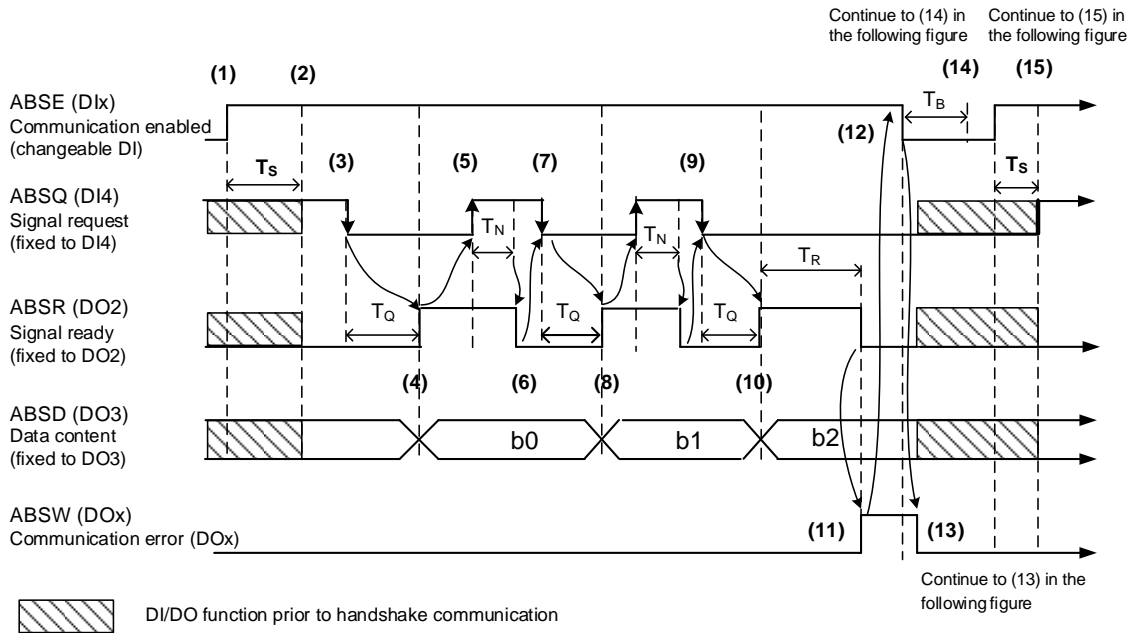 Continue to (14) in
the following figure
Continue to (15) in
the following figure
(1)
(2)
(14)
(15)
ABSE (DIx)
Communication enabled
(changeable DI)
TB
(12)
TS
(3)
(5)
(7)
(9)
TS
ABSQ (DI4)
Signal request
(fixed to DI4)
TN
TN
TR
ABSR (DO2)
Signal ready
(fixed to DO2)
TQ
TQ
TQ
(4)
(6)
(8)
(10)
ABSD (DO3)
Data content
(fixed to DO3)
b0
b1
b2
ABSW (DOx)
Communication error (DOx)
(11)
(13)
Continue to (13) in the
following figure
DI/DO function prior to handshake communication